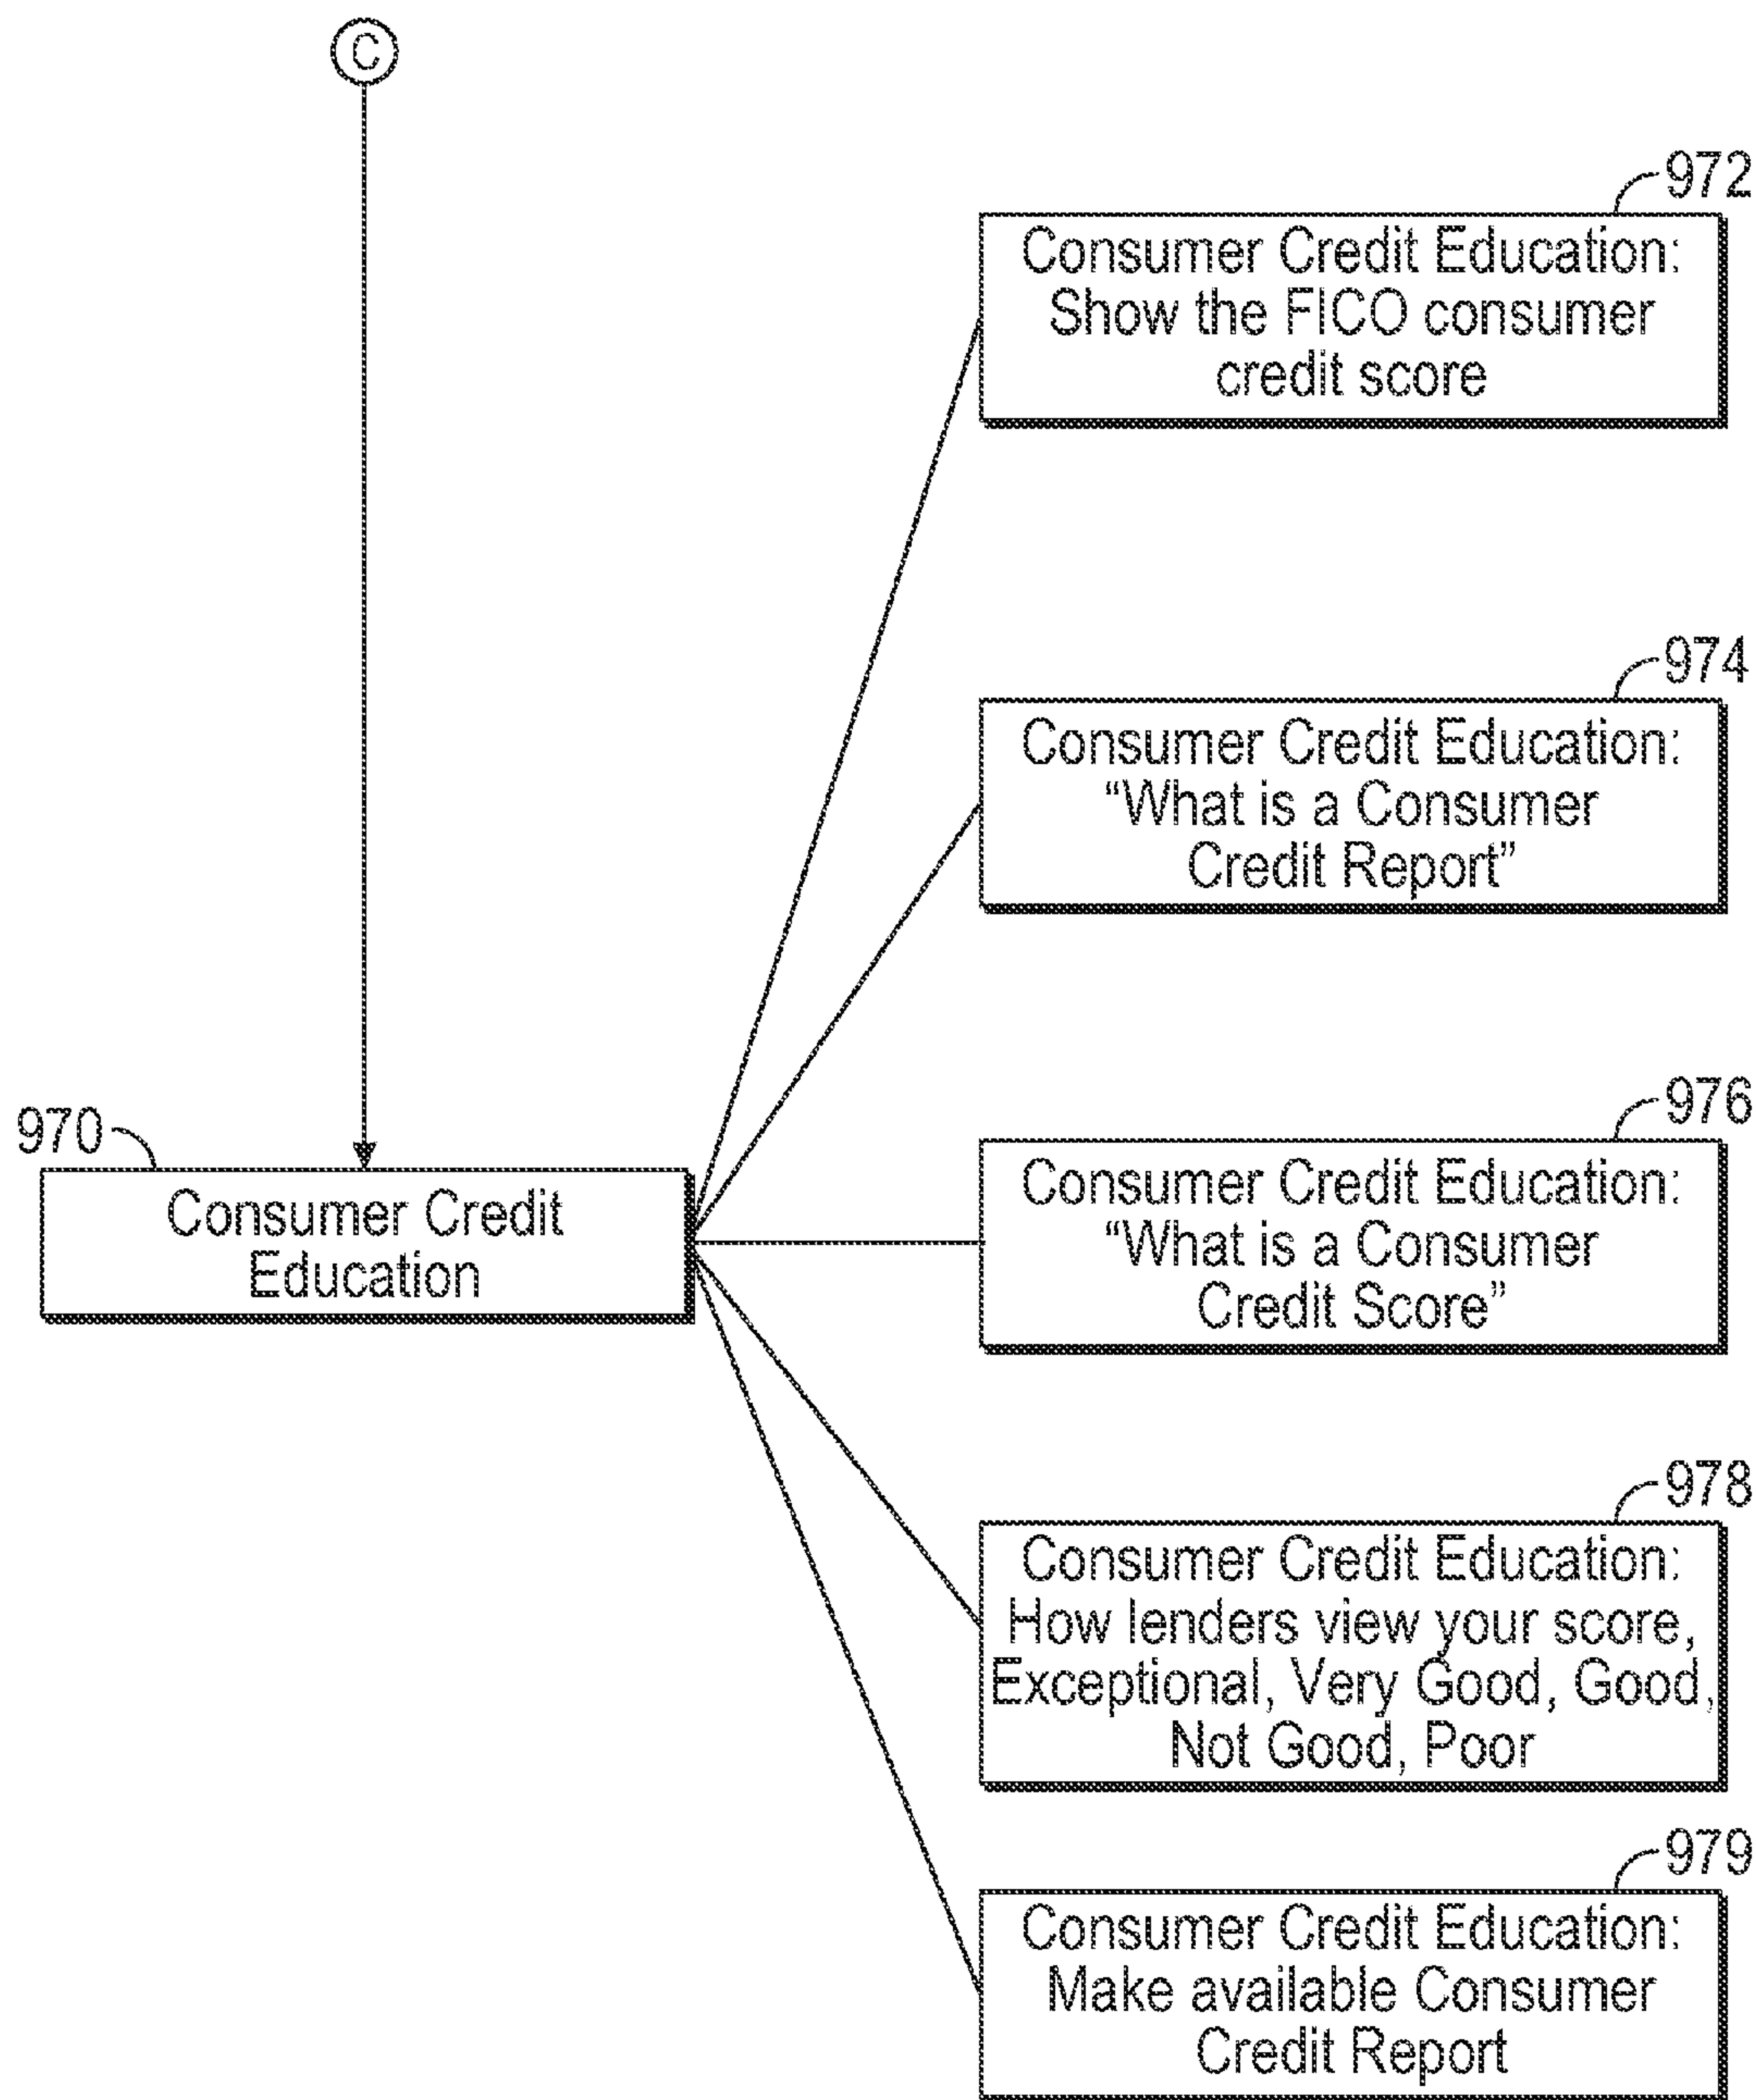 C
972
Consumer Credit Education:
Show the FICO consumer
credit score
974
Consumer Credit Education:
“What is a Consumer
Credit Report”
970
Consumer Credit
Education
976
Consumer Credit Education:
“What is a Consumer
Credit Score”
978
Consumer Credit Education:
How lenders view your score,
Exceptional, Very Good, Good,
Not Good, Poor
979
Consumer Credit Education:
Make available Consumer
Credit Report